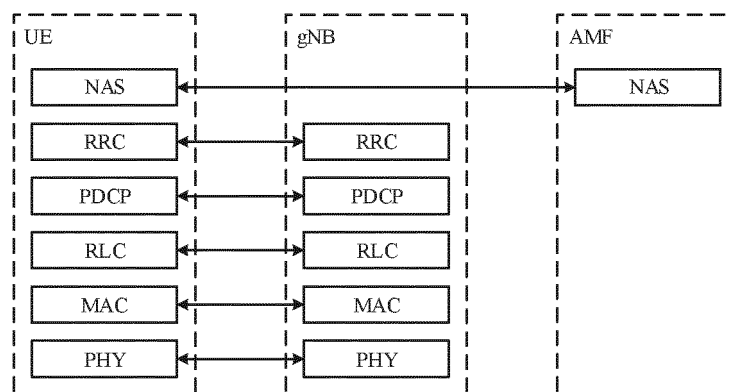 UE gNB AMF
NAS NAS
RRC RRC
PDCP PDCP
RLC RLC
MAC MAC
PHY PHY